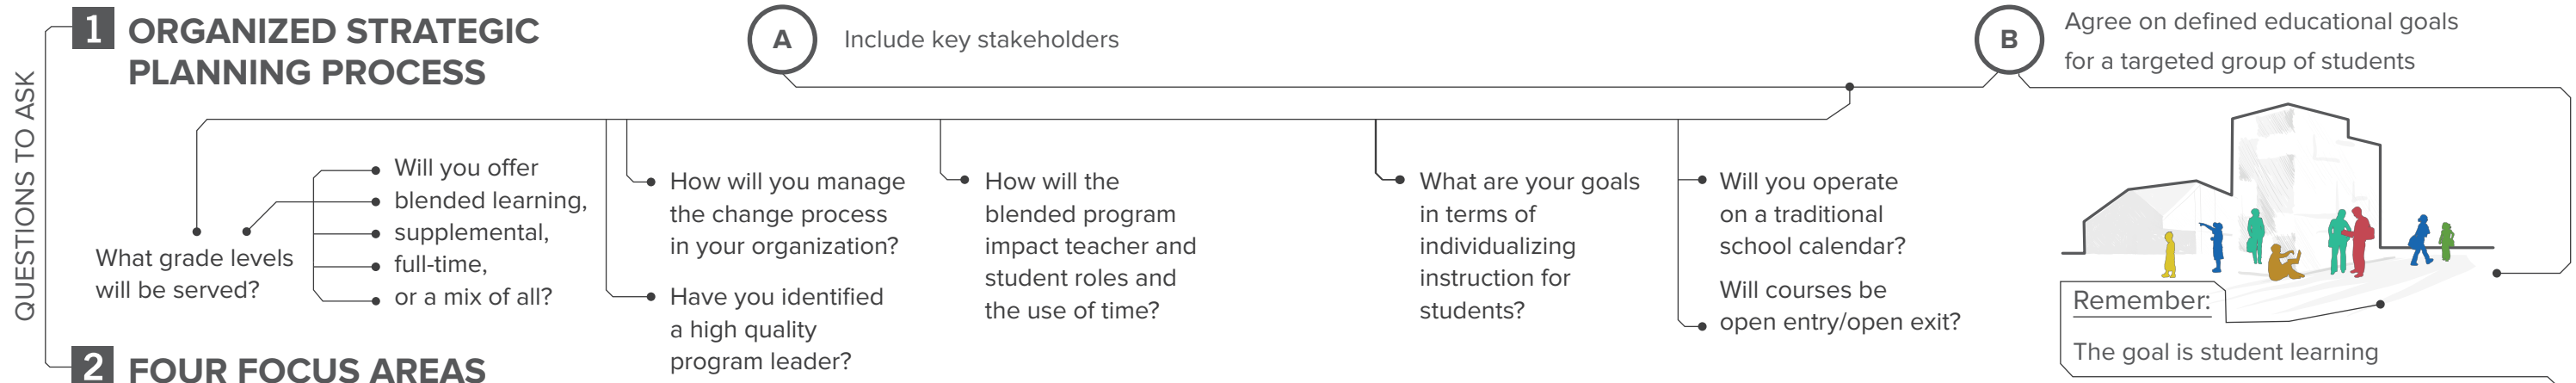 QUESTIONS TO ASK
1 ORGANIZED STRATEGIC
PLANNING PROCESS
A Include key stakeholders
B Agree on defined educational goals
for a targeted group of students
What grade levels
will be served?
Will you offer
blended learning,
supplemental,
full-time,
or a mix of all?
How will you manage
the change process
in your organization?
Have you identified
a high quality
program leader?
How will the
blended program
impact teacher and
student roles and
the use of time?
What are your goals
in terms of
individualizing
instruction for
students?
Will you operate
on a traditional
school calendar?
Will courses be
open entry/open exit?
Remember:
The goal is student learning
2 FOUR FOCUS AREAS